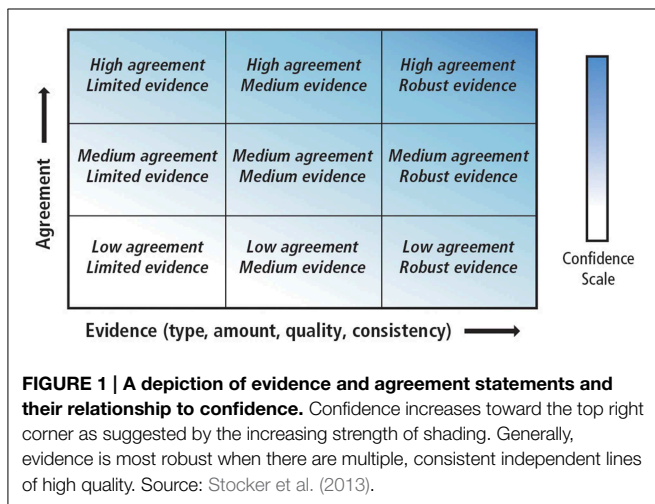 High agreement
Limited evidence
High agreement
Medium evidence
High agreement
Robust evidence
Medium agreement
Limited evidence
Medium agreement
Medium evidence
Medium agreement
Robust evidence
Low agreement
Limited evidence
Low agreement
Medium evidence
Low agreement
Robust evidence
Agreement
Evidence (type, amount, quality, consistency)
Confidence
Scale
FIGURE 1 | A depiction of evidence and agreement statements and
their relationship to confidence. Confidence increases toward the top right
corner as suggested by the increasing strength of shading. Generally,
evidence is most robust when there are multiple, consistent independent lines
of high quality. Source: Stocker et al. (2013).